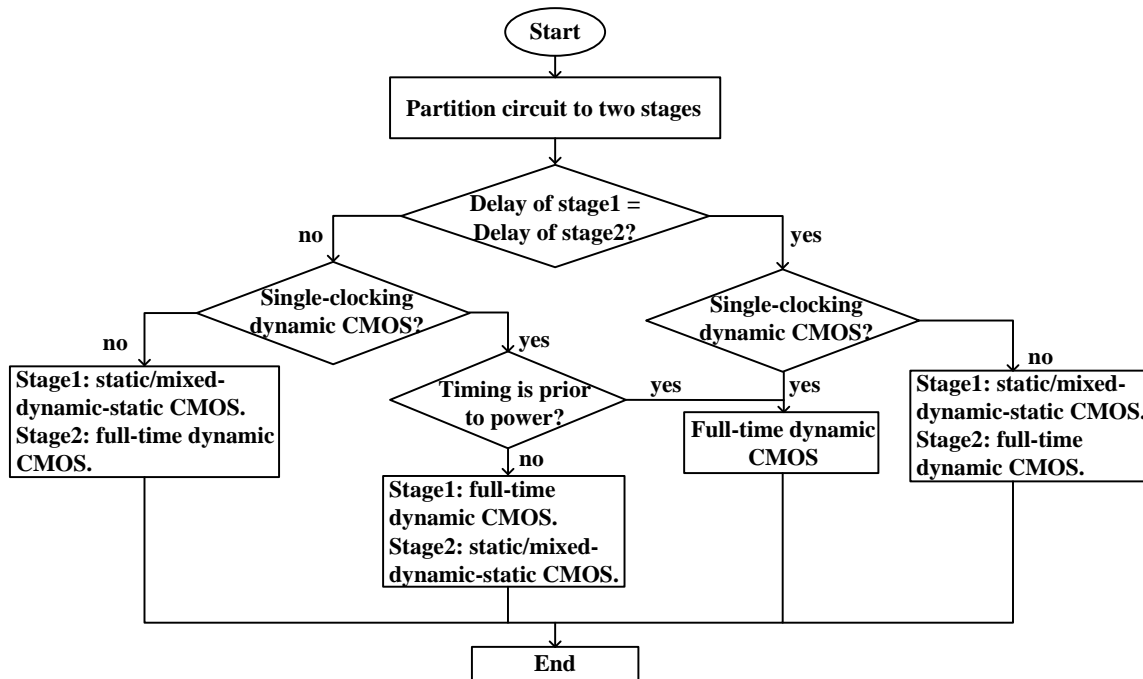 Start
Partition circuit to two stages
Delay of stage1 =
Delay of stage2?
no
yes
Single-clocking
dynamic CMOS?
Single-clocking
dynamic CMOS?
no
yes
yes
no
Stage1: static/mixed-
dynamic-static CMOS.
Stage2: full-time dynamic
CMOS.
Timing is prior
to power?
yes
Full-time dynamic
CMOS
Stage1: static/mixed-
dynamic-static CMOS.
Stage2: full-time
dynamic CMOS.
no
Stage1: full-time
dynamic CMOS.
Stage2: static/mixed-
dynamic-static CMOS.
End